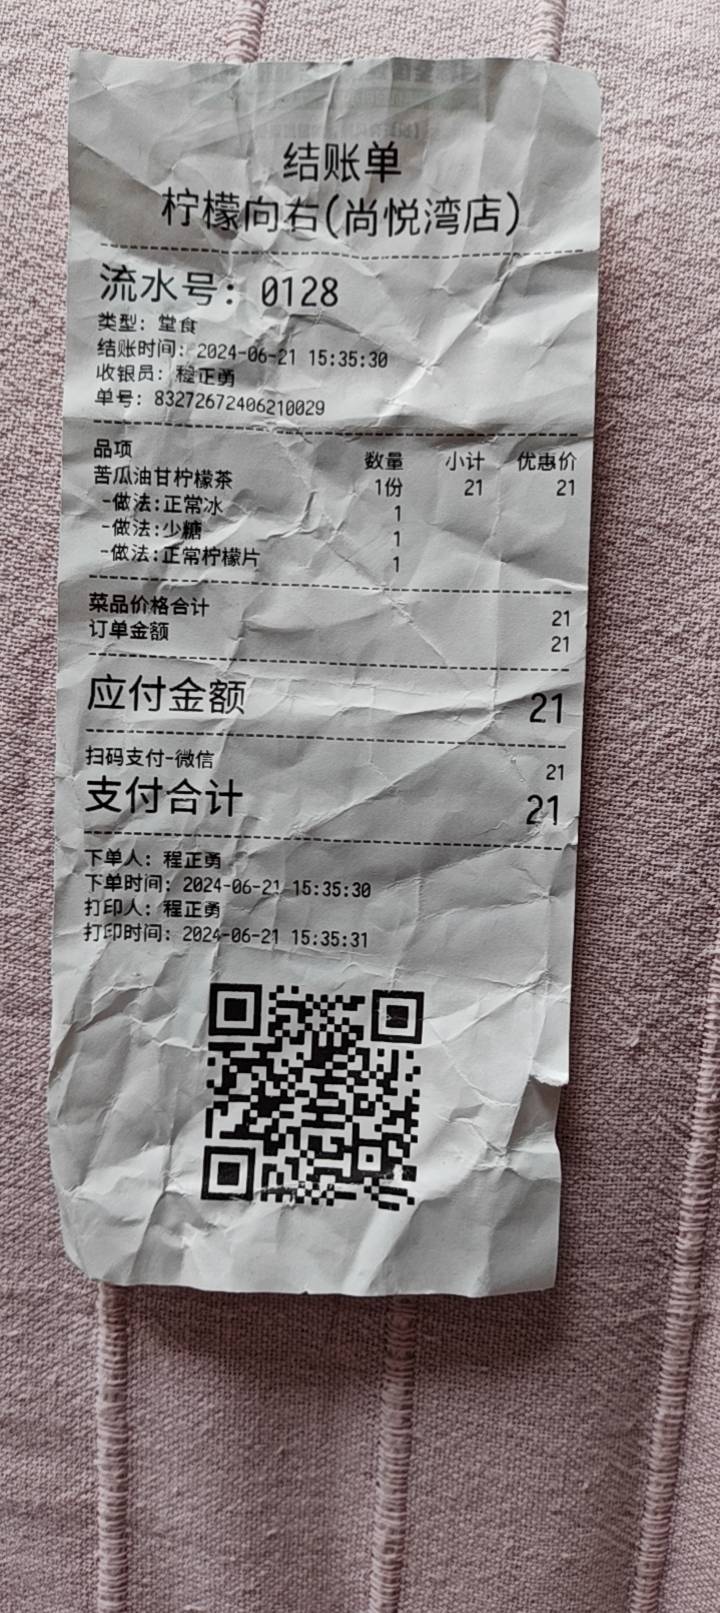 结账单
柠檬向右(尚悦湾店)
流水号: 0128
类型: 堂食
结账时间: 2024-06-21 15:35:30
收银员: 程正勇
单号: 83272672406210029
品项 数量 小计 优惠价
苦瓜油甘柠檬茶 1份 21 21
-做法:正常冰 1
-做法:少糖 1
-做法:正常柠檬片 1
菜品价格合计 21
订单金额 21
应付金额 21
扫码支付-微信 21
支付合计 21
下单人: 程正勇
下单时间: 2024-06-21 15:35:30
打印人: 程正勇
打印时间: 2024-06-21 15:35:31